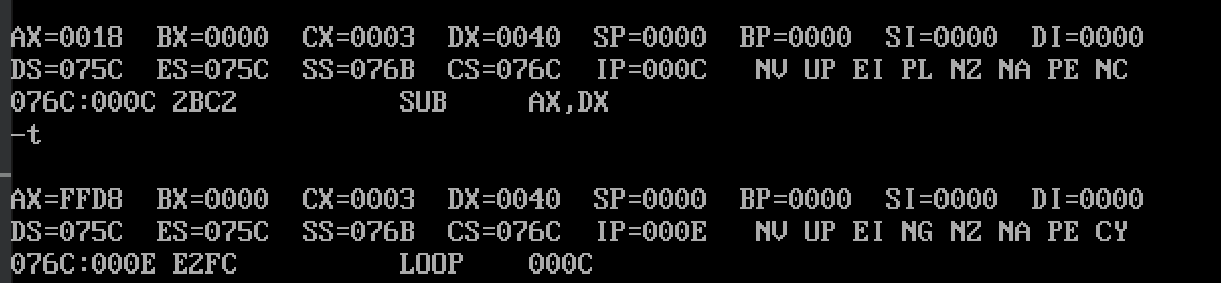 AX=0018 BX=0000 CX=0003 DX=0040 SP=0000 BP=0000 SI=0000 DI=0000
DS=075C ES=075C SS=076B CS=076C IP=000C NV UP EI PL NZ NA PE NC
076C:000C 2BC2 SUB AX,DX
-t
AX=FFD8 BX=0000 CX=0003 DX=0040 SP=0000 BP=0000 SI=0000 DI=0000
DS=075C ES=075C SS=076B CS=076C IP=000E NV UP EI NG NZ NA PE CY
076C:000E E2FC LOOP 000C